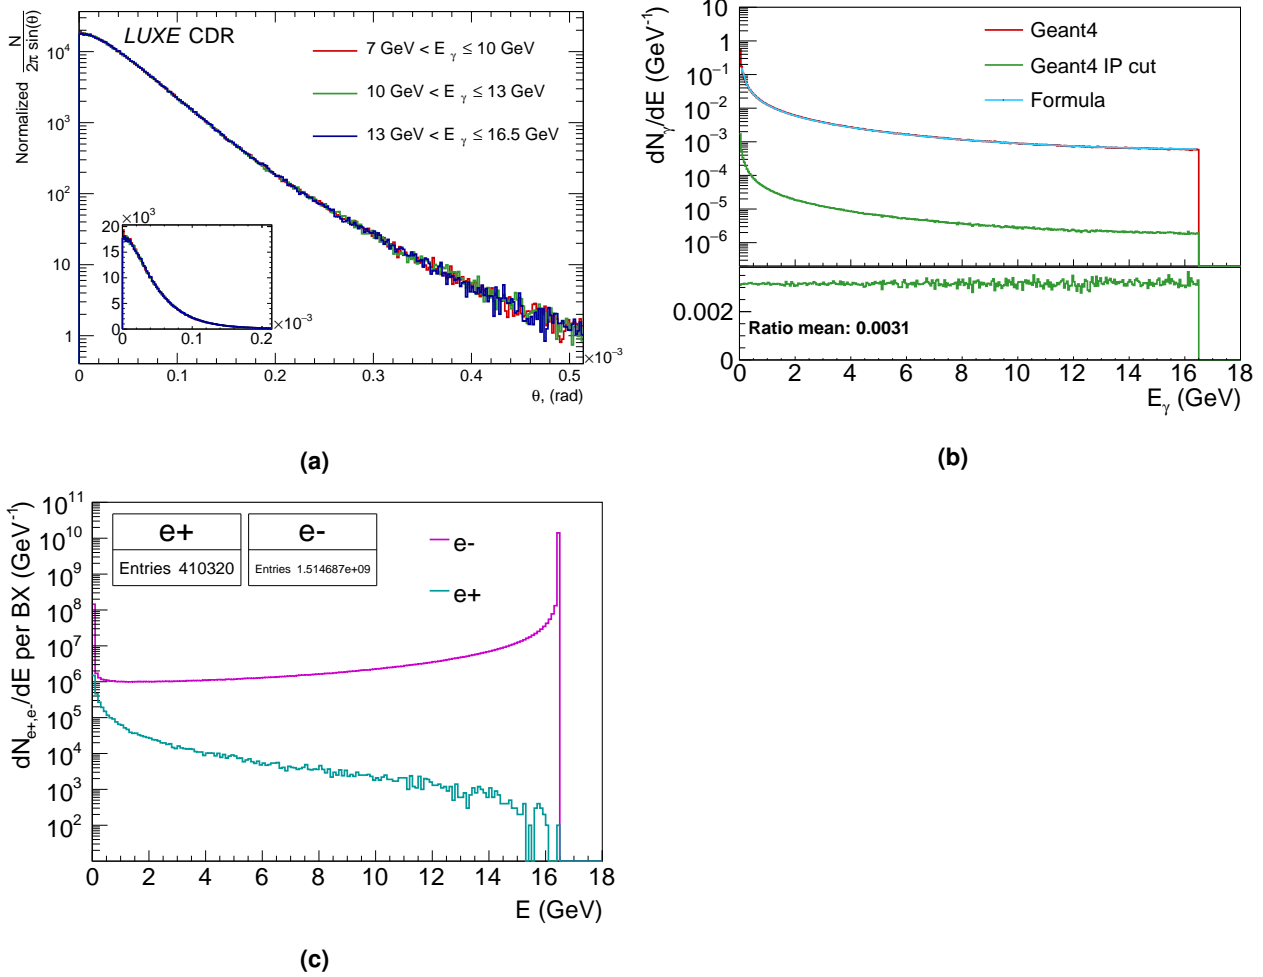 LUXE CDR
Normalized N / 2π sin(θ)
7 GeV < E γ ≤ 10 GeV
10 GeV < E γ ≤ 13 GeV
13 GeV < E γ ≤ 16.5 GeV
10⁴
10³
10²
10
1
×10³
20
15
10
5
0
0 0.1 0.2
×10⁻³
0 0.1 0.2 0.3 0.4 0.5
×10⁻³
θ, (rad)
(a)
dNγ/dE (GeV⁻¹)
Geant4
Geant4 IP cut
Formula
10
1
10⁻¹
10⁻²
10⁻³
10⁻⁴
10⁻⁵
10⁻⁶
0.002
0
Ratio mean: 0.0031
0 2 4 6 8 10 12 14 16 18
Eγ (GeV)
(b)
dNe+,e-/dE per BX (GeV⁻¹)
e+
Entries 410320
e-
Entries 1.514687e+09
e-
e+
10¹¹
10¹⁰
10⁹
10⁸
10⁷
10⁶
10⁵
10⁴
10³
10²
0 2 4 6 8 10 12 14 16 18
E (GeV)
(c)